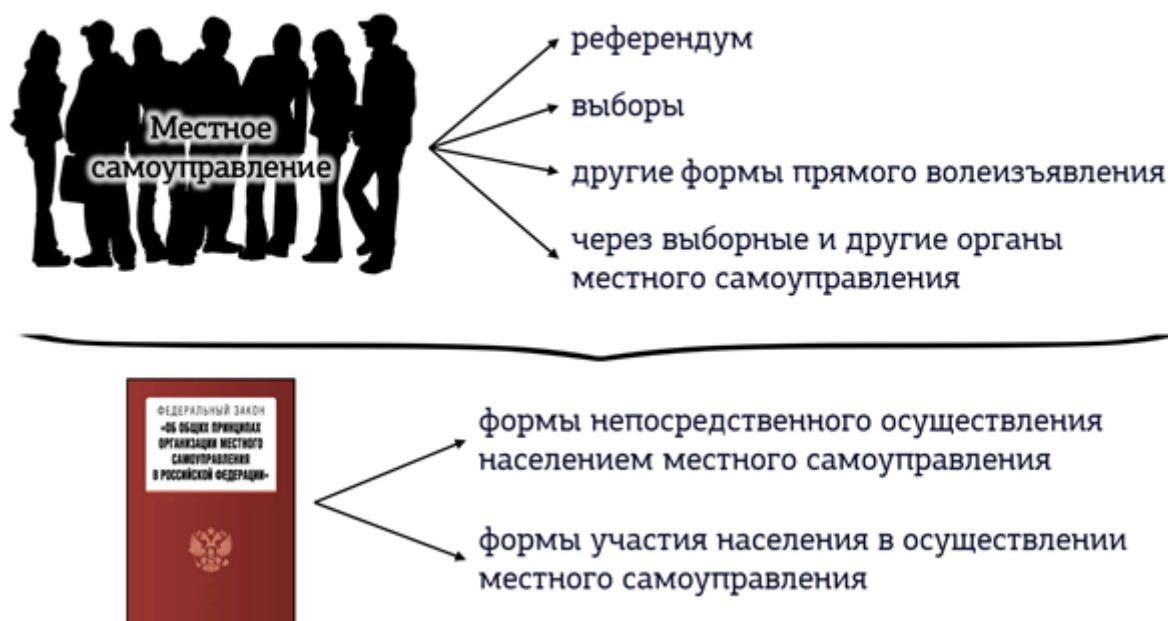 Местное
самоуправление
референдум
выборы
другие формы прямого волеизъявления
через выборные и другие органы
местного самоуправления
ФЕДЕРАЛЬНЫЙ ЗАКОН
«ОБ ОБЩИХ ПРИНЦИПАХ
ОРГАНИЗАЦИИ МЕСТНОГО
САМОУПРАВЛЕНИЯ
В РОССИЙСКОЙ ФЕДЕРАЦИИ»
формы непосредственного осуществления
населением местного самоуправления
формы участия населения в осуществлении
местного самоуправления